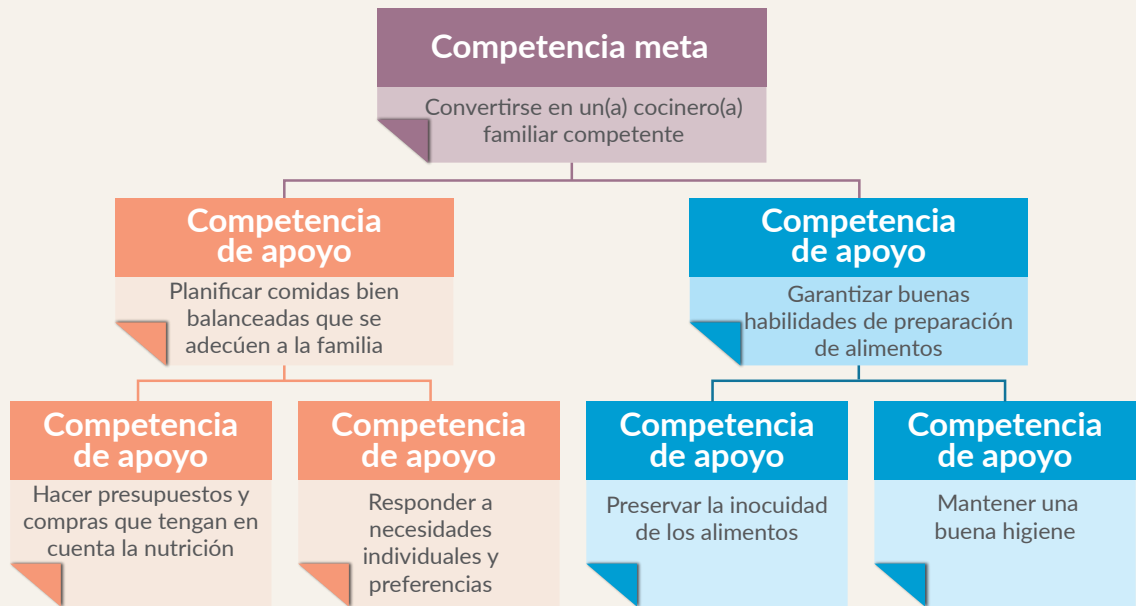 Competencia meta
Convertirse en un(a) cocinero(a)
familiar competente
Competencia
de apoyo
Planificar comidas bien
balanceadas que se
adecúen a la familia
Competencia
de apoyo
Garantizar buenas
habilidades de preparación
de alimentos
Competencia
de apoyo
Hacer presupuestos y
compras que tengan en
cuenta la nutrición
Competencia
de apoyo
Responder a
necesidades
individuales y
preferencias
Competencia
de apoyo
Preservar la inocuidad
de los alimentos
Competencia
de apoyo
Mantener una
buena higiene